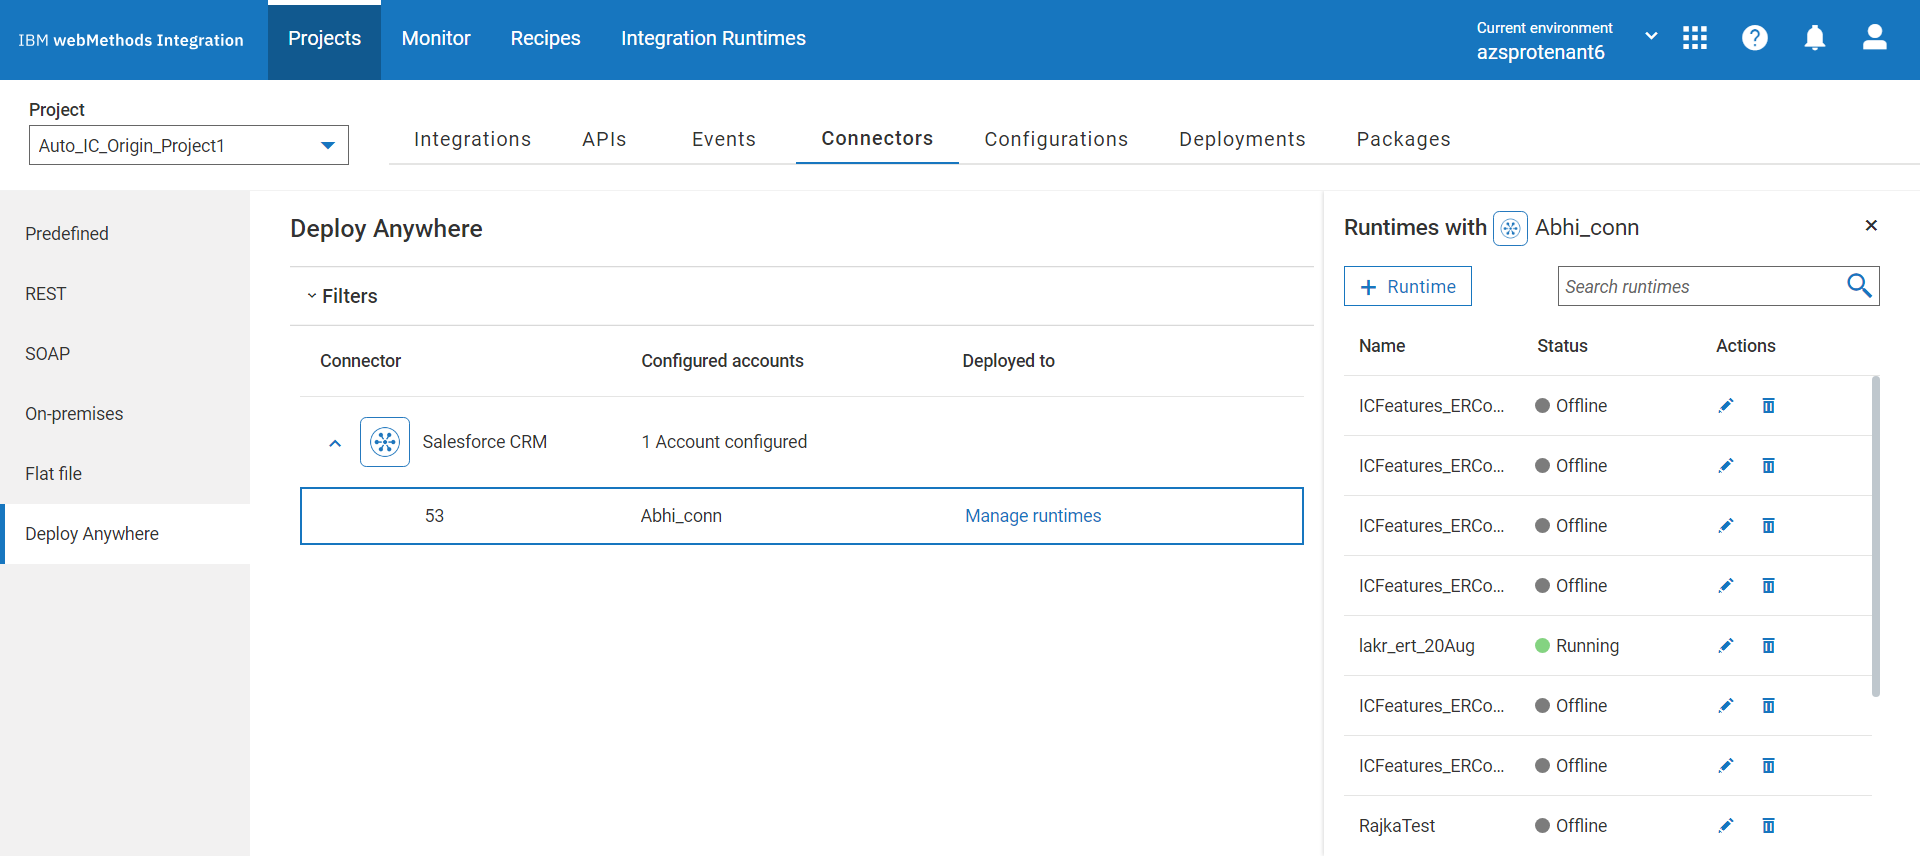 IBM webMethods Integration
Projects
Monitor
Recipes
Integration Runtimes
Current environment
azsprotenant6
Project
Auto_IC_Origin_Project1
Integrations
APIs
Events
Connectors
Configurations
Deployments
Packages
Predefined
REST
SOAP
On-premises
Flat file
Deploy Anywhere
Deploy Anywhere
Filters
Connector Configured accounts Deployed to
Salesforce CRM 1 Account configured
53 Abhi_conn Manage runtimes
Runtimes with Abhi_conn
+ Runtime
Search runtimes
Name Status Actions
ICFeatures_ERCo... Offline
ICFeatures_ERCo... Offline
ICFeatures_ERCo... Offline
ICFeatures_ERCo... Offline
lakr_ert_20Aug Running
ICFeatures_ERCo... Offline
ICFeatures_ERCo... Offline
RajkaTest Offline